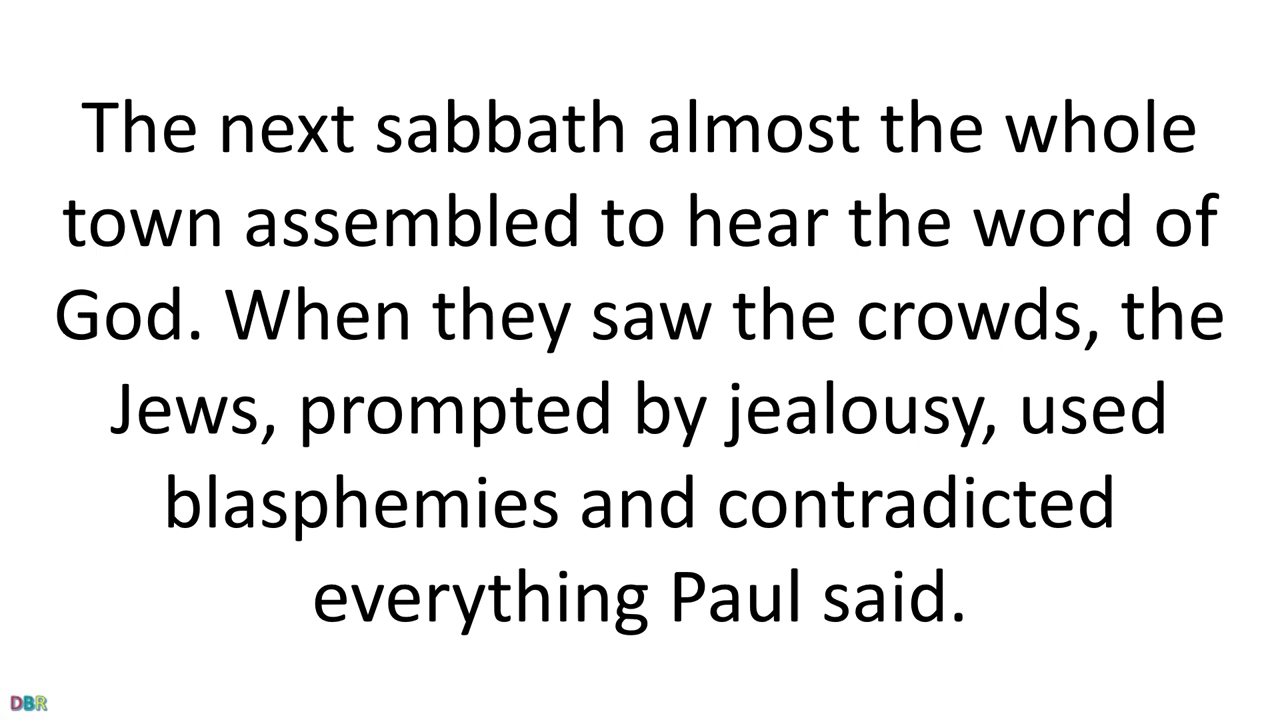 The next sabbath almost the whole
town assembled to hear the word of
God. When they saw the crowds, the
Jews, prompted by jealousy, used
blasphemies and contradicted
everything Paul said.
DBR